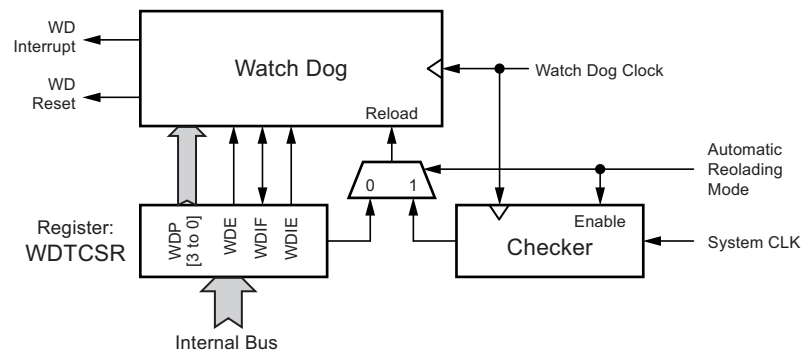 WD
Interrupt
WD
Reset
Watch Dog
Reload
Watch Dog Clock
Automatic
Reolading
Mode
0 1
Register:
WDTCSR
WDP
[3 to 0]
WDE
WDIF
WDIE
Enable
Checker
System CLK
Internal Bus